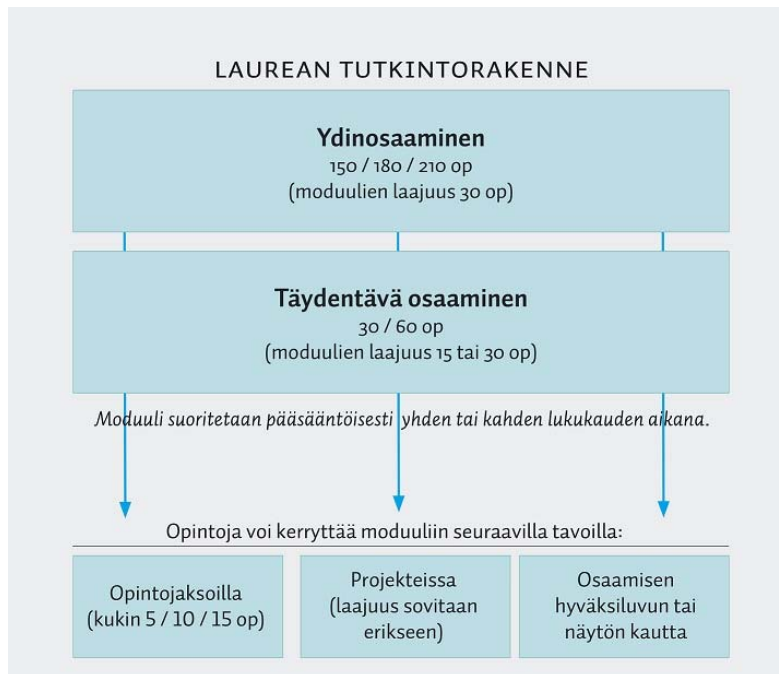 LAUREAN TUTKINTORAKENNE
Ydinosaaminen
150 / 180 / 210 op
(moduulien laajuus 30 op)
Täydentävä osaaminen
30 / 60 op
(moduulien laajuus 15 tai 30 op)
Moduuli suoritetaan pääsääntöisesti yhden tai kahden lukukauden aikana.
Opintoja voi kerryttää moduuliin seuraavilla tavoilla:
Opintojaksoilla
(kukin 5 / 10 / 15 op)
Projekteissa
(laajuus sovitaan
erikseen)
Osaamisen
hyväksiluvun tai
näytön kautta